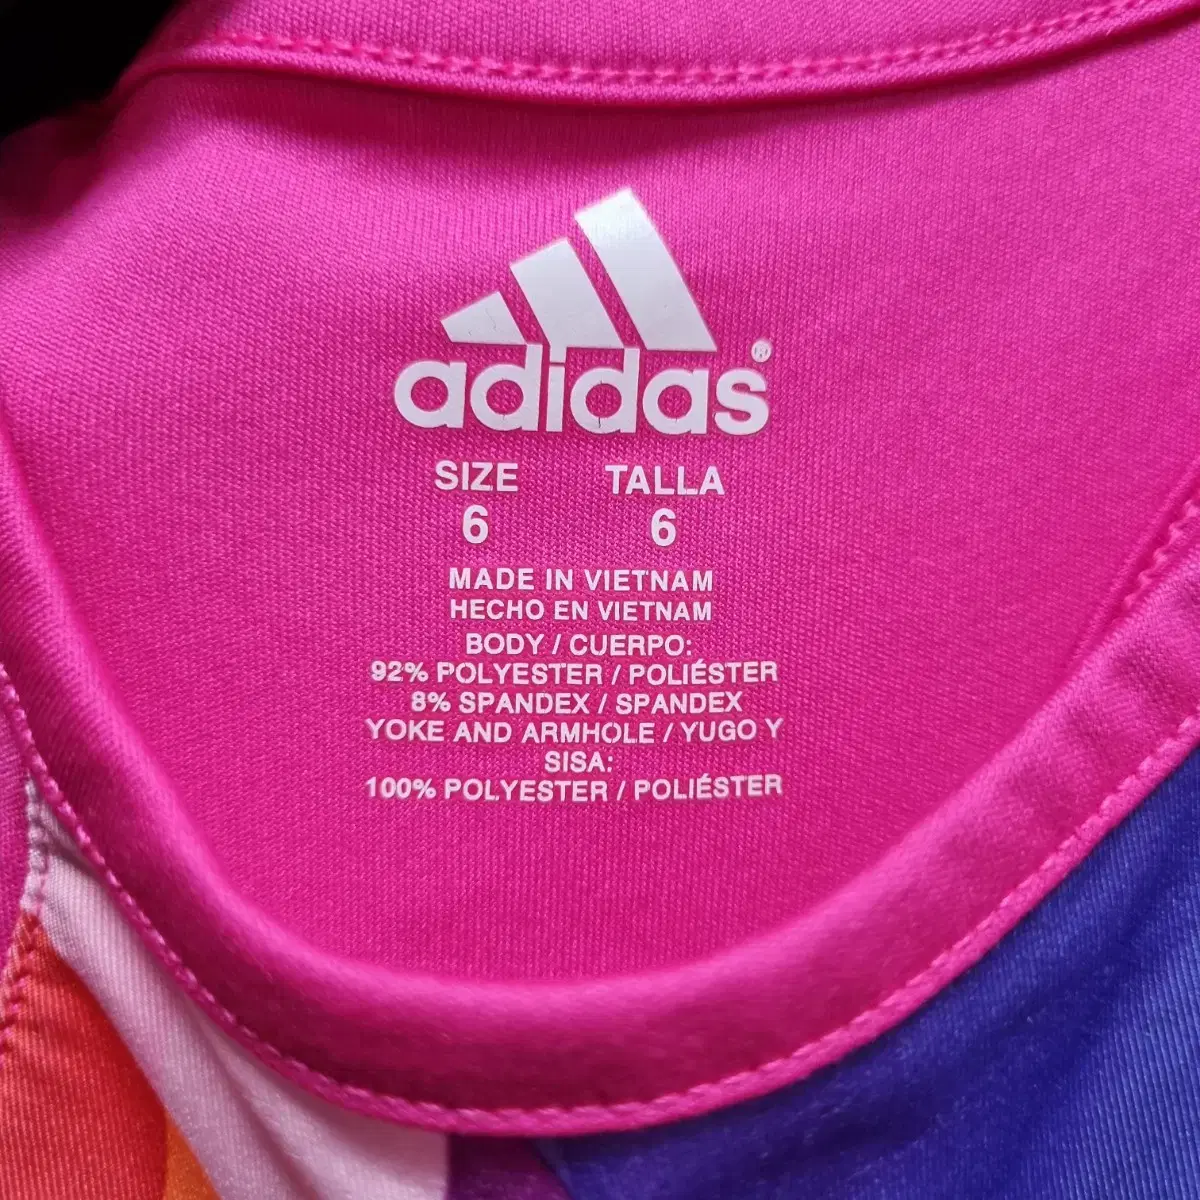 adidas®
SIZE TALLA
6 6
MADE IN VIETNAM
HECHO EN VIETNAM
BODY / CUERPO:
92% POLYESTER / POLIÉSTER
8% SPANDEX / SPANDEX
YOKE AND ARMHOLE / YUGO Y
SISA:
100% POLYESTER / POLIÉSTER